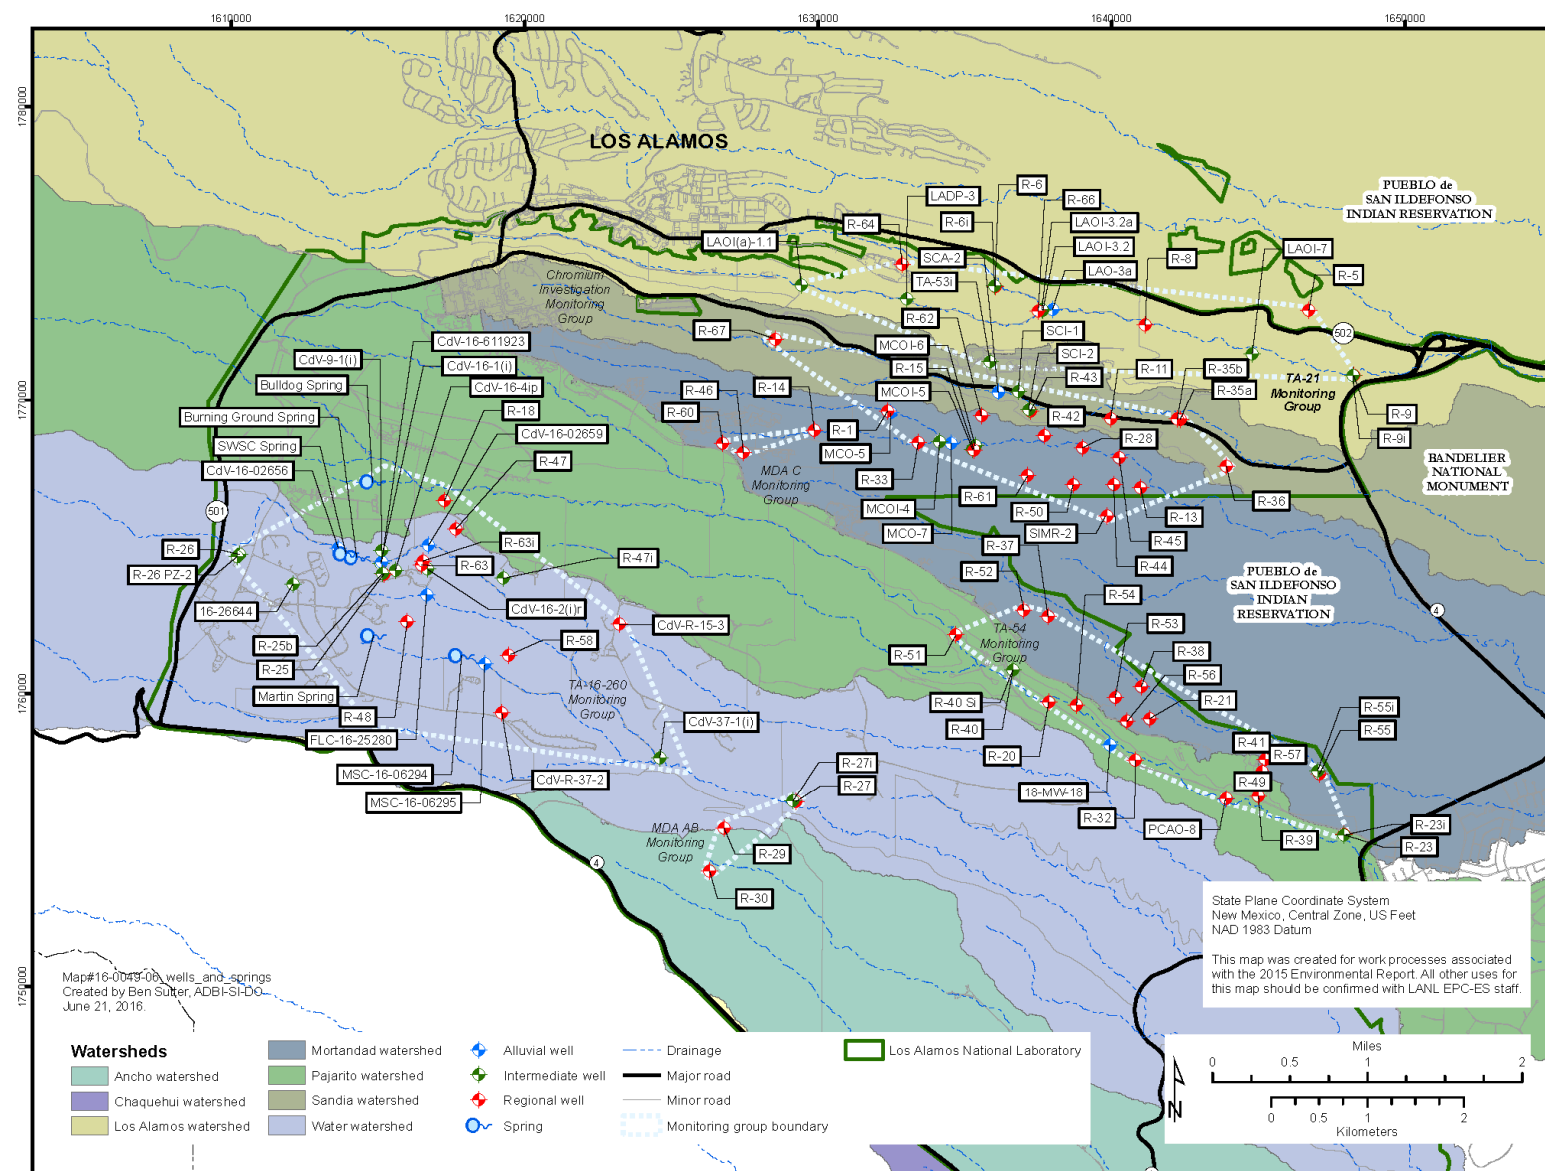 1610000
1620000
1630000
1640000
1650000
1780000
1770000
1760000
1750000
LOS ALAMOS
PUEBLO de
SAN ILDEFONSO
INDIAN RESERVATION
R-6
LADP-3
R-66
R-64
R-6i
LAOI-3.2a
LAOI(a)-1.1
LAOI-3.2
LAOI-7
SCA-2
R-8
LAO-3a
R-5
TA-53i
Chromium
Investigation
Monitoring
Group
R-62
R-67
SCI-1
502
CdV-16-611923
MCOI-6
SCI-2
CdV-9-1(i)
CdV-16-1(i)
R-15
R-43
R-11
R-35b
Bulldog Spring
CdV-16-4ip
R-46
R-14
MCOI-5
R-35a
TA-21
Monitoring
Group
R-60
R-18
R-42
R-9
Burning Ground Spring
CdV-16-02659
R-1
R-28
R-9i
SWSC Spring
R-47
MCO-5
MDA C
Monitoring
Group
BANDELIER
NATIONAL
MONUMENT
CdV-16-02656
R-33
R-61
R-36
501
MCOI-4
R-50
R-13
MCO-7
SIMR-2
R-26
R-63i
R-37
R-45
R-26 PZ-2
R-47i
R-63
R-52
R-44
PUEBLO de
SAN ILDEFONSO
INDIAN
RESERVATION
16-26644
CdV-16-2(i)r
R-54
4
CdV-R-15-3
R-53
R-25b
R-58
TA-54
Monitoring
Group
R-51
R-38
R-25
R-56
Martin Spring
TA-16-260
Monitoring
Group
R-40 Si
R-21
R-48
CdV-37-1(i)
R-40
R-55i
FLC-16-25280
R-41
R-55
R-20
R-57
MSC-16-06294
CdV-R-37-2
R-27i
R-49
MSC-16-06295
R-27
18-MW-18
R-32
PCAO-8
R-23i
MDA AB
Monitoring
Group
R-39
R-23
R-29
4
R-30
State Plane Coordinate System
New Mexico, Central Zone, US Feet
NAD 1983 Datum
This map was created for work processes associated
with the 2015 Environmental Report. All other uses for
this map should be confirmed with LANL EPC-ES staff.
Map#16-0049-06_wells_and_springs
Created by Ben Sutter, ADBI-SI-DO
June 21, 2016.
Watersheds
Ancho watershed
Chaquehui watershed
Los Alamos watershed
Mortandad watershed
Pajarito watershed
Sandia watershed
Water watershed
Alluvial well
Intermediate well
Regional well
Spring
Drainage
Major road
Minor road
Monitoring group boundary
Los Alamos National Laboratory
N
Miles
0 0.5 1 2
0 0.5 1 2
Kilometers